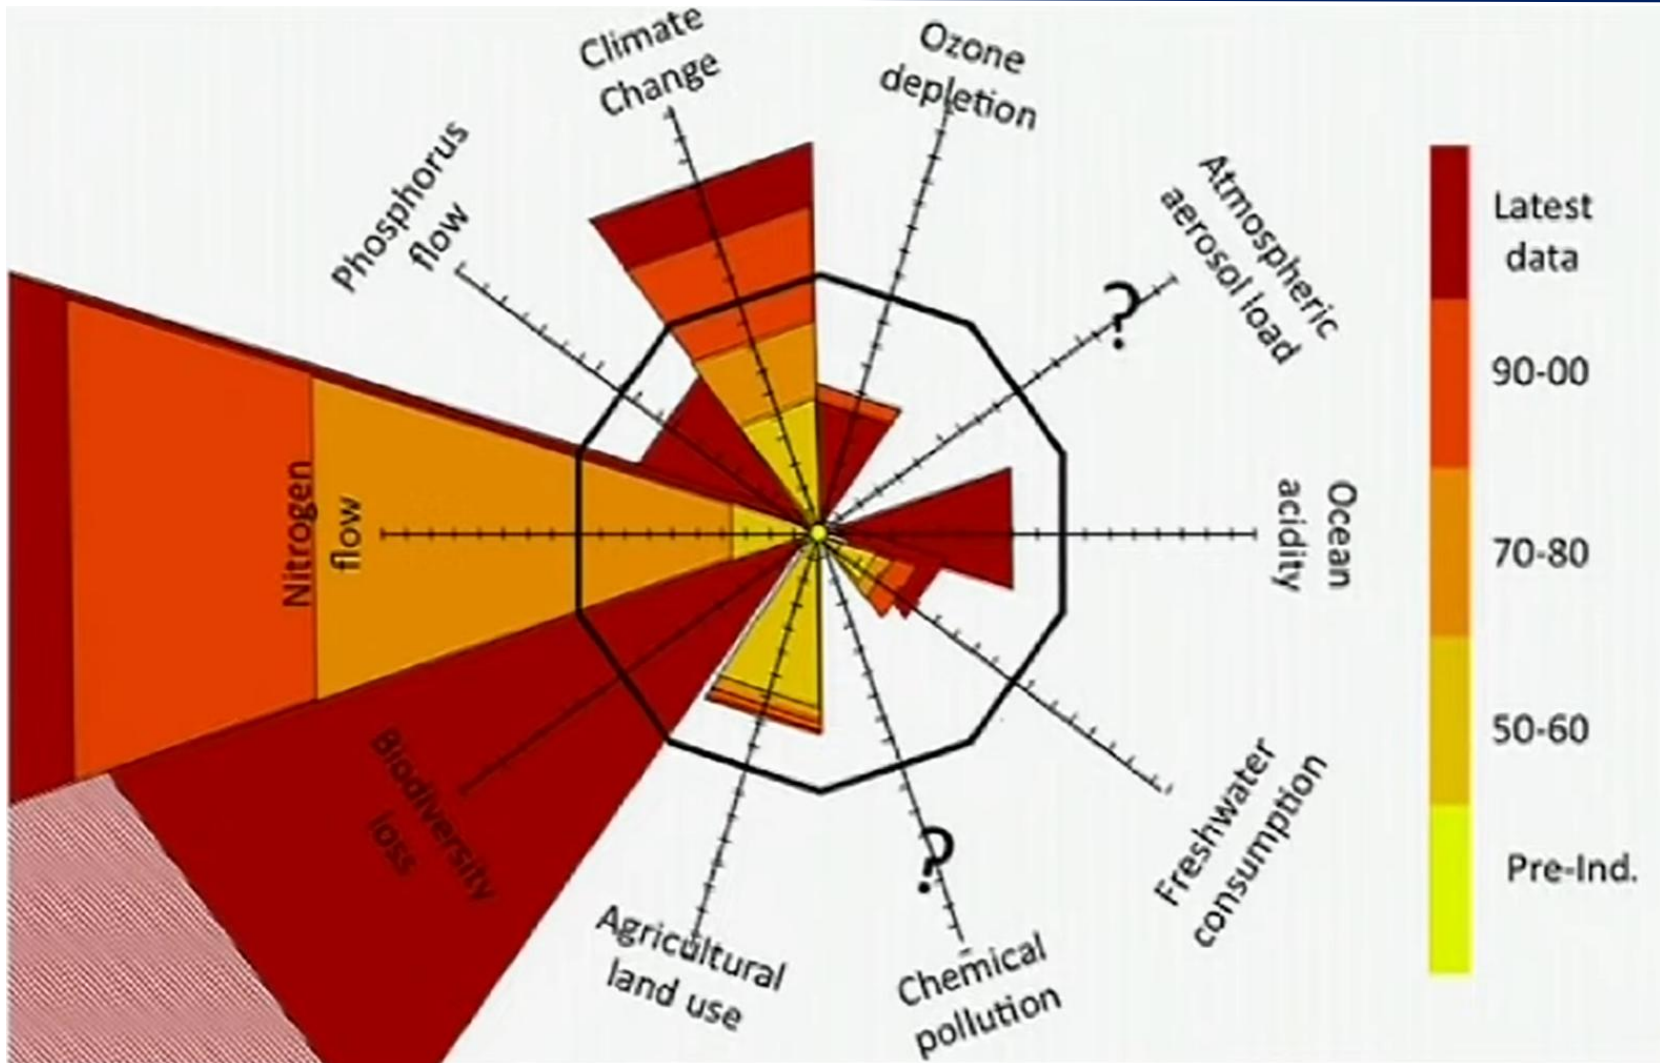 Climate
Change
Ozone
depletion
Phosphorus
flow
Atmospheric
aerosol load
?
Nitrogen
flow
Ocean
acidity
Biodiversity
loss
Agricultural
land use
?
Chemical
pollution
Freshwater
consumption
Latest
data
90-00
70-80
50-60
Pre-Ind.